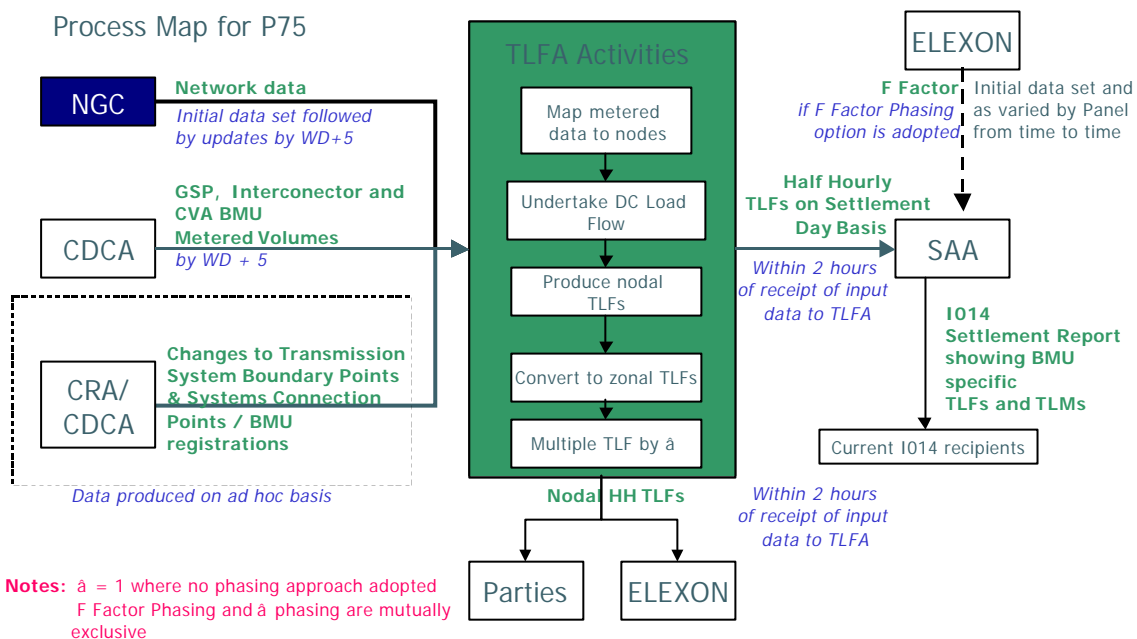 Process Map for P75
NGC
Network data
Initial data set followed
by updates by WD+5
CDCA
GSP, Interconnector and
CVA BMU
Metered Volumes
by WD + 5
CRA/
CDCA
Changes to Transmission
System Boundary Points
& Systems Connection
Points / BMU
registrations
Data produced on ad hoc basis
TLFA Activities
Map metered
data to nodes
Undertake DC Load
Flow
Produce nodal
TLFs
Convert to zonal TLFs
Multiple TLF by â
Nodal HH TLFs
Within 2 hours
of receipt of input
data to TLFA
Parties
ELEXON
ELEXON
F Factor
if F Factor Phasing
option is adopted
Initial data set and
as varied by Panel
from time to time
Half Hourly
TLFs on Settlement
Day Basis
Within 2 hours
of receipt of input
data to TLFA
SAA
I014
Settlement Report
showing BMU
specific
TLFs and TLMs
Current I014 recipients
Notes: â = 1 where no phasing approach adopted
F Factor Phasing and â phasing are mutually
exclusive